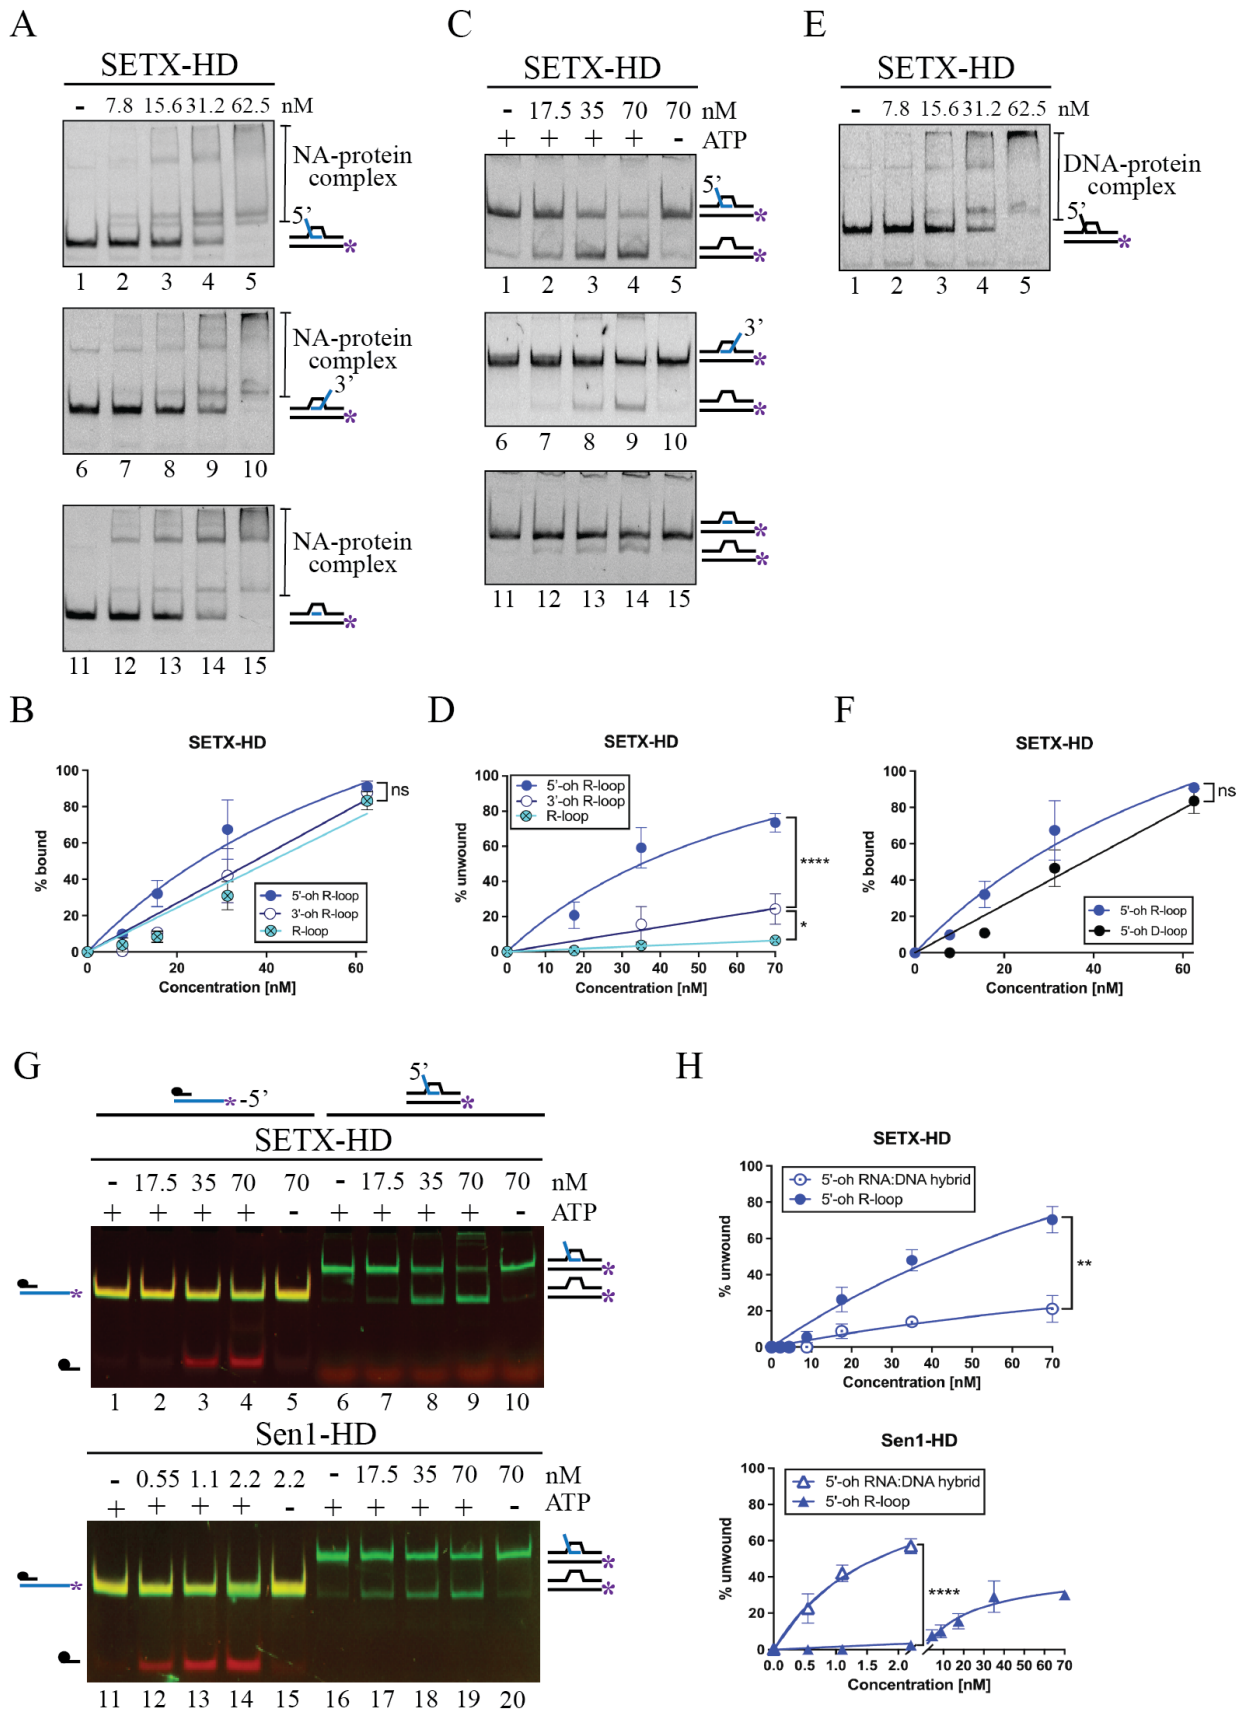 A
SETX-HD
- 7.8 15.6 31.2 62.5 nM
NA-protein
complex
5’
*
1 2 3 4 5
NA-protein
complex
3’
*
6 7 8 9 10
NA-protein
complex
*
11 12 13 14 15
C
SETX-HD
- 17.5 35 70 70 nM
+ + + + - ATP
5’
*
*
1 2 3 4 5
3’
*
*
6 7 8 9 10
*
*
11 12 13 14 15
E
SETX-HD
- 7.8 15.6 31.2 62.5 nM
DNA-protein
complex
5’
*
1 2 3 4 5
B
SETX-HD
% bound
100
80
60
40
20
0
0 20 40 60
Concentration [nM]
ns
5'-oh R-loop
3'-oh R-loop
R-loop
D
SETX-HD
% unwound
100
80
60
40
20
0
0 10 20 30 40 50 60 70
Concentration [nM]
5'-oh R-loop
3'-oh R-loop
R-loop
****
*
F
SETX-HD
% bound
100
80
60
40
20
0
0 20 40 60
Concentration [nM]
ns
5'-oh R-loop
5'-oh D-loop
G
*-5’
5’
*
SETX-HD
- 17.5 35 70 70 - 17.5 35 70 70 nM
+ + + + - + + + + - ATP
*
*
*
1 2 3 4 5 6 7 8 9 10
Sen1-HD
- 0.55 1.1 2.2 2.2 - 17.5 35 70 70 nM
+ + + + - + + + + - ATP
*
*
*
11 12 13 14 15 16 17 18 19 20
H
SETX-HD
% unwound
100
80
60
40
20
0
0 10 20 30 40 50 60 70
Concentration [nM]
5'-oh RNA:DNA hybrid
5'-oh R-loop
**
Sen1-HD
% unwound
100
80
60
40
20
0
0.0 0.5 1.0 1.5 2.0 10 20 30 40 50 60 70
Concentration [nM]
5'-oh RNA:DNA hybrid
5'-oh R-loop
****